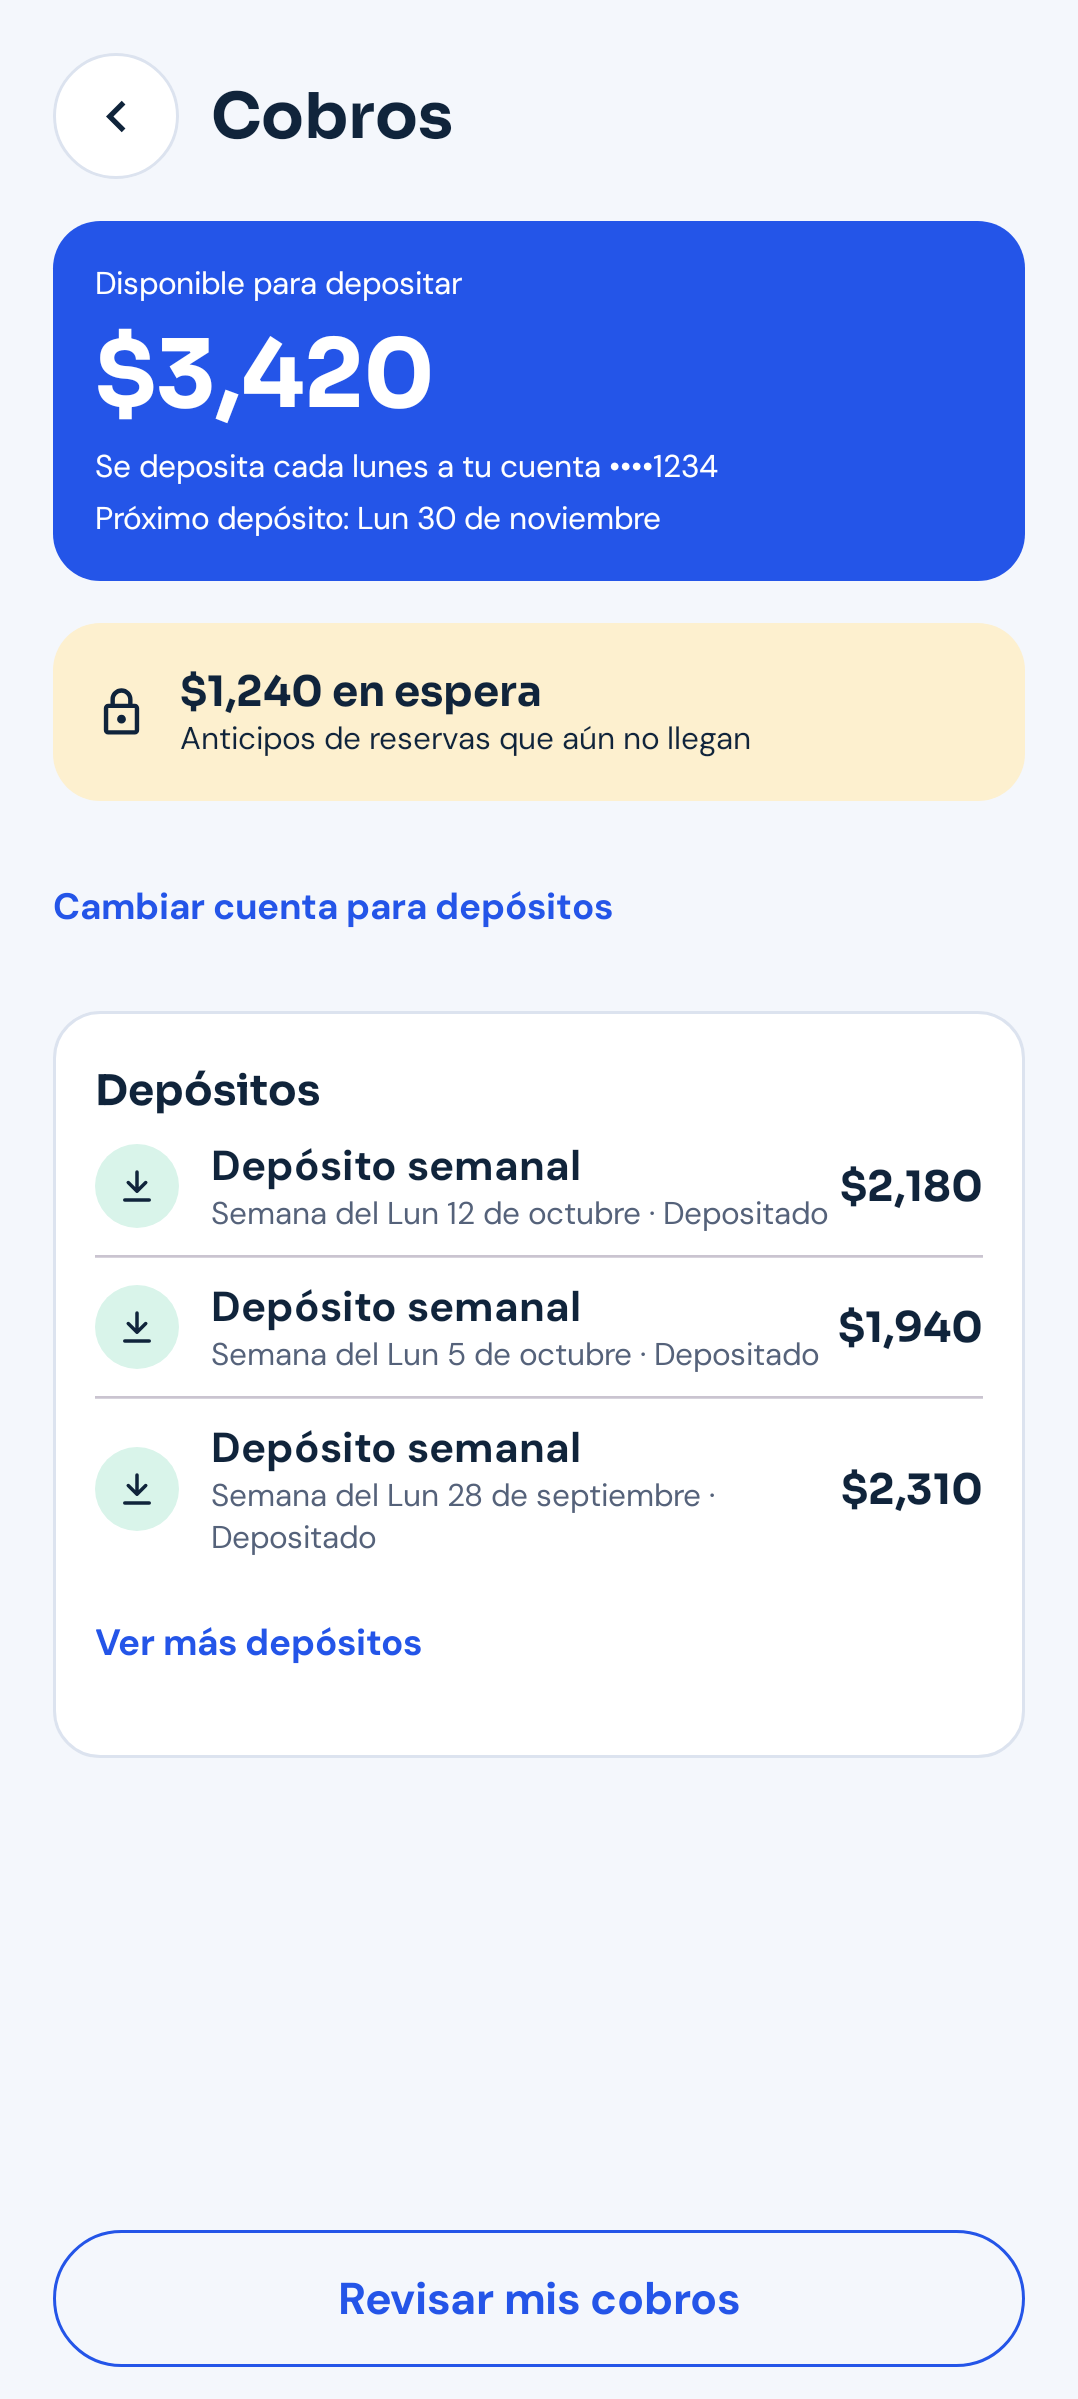 Cobros
Disponible para depositar
$3,420
Se deposita cada lunes a tu cuenta ••••1234
Próximo depósito: Lun 30 de noviembre
$1,240 en espera
Anticipos de reservas que aún no llegan
Cambiar cuenta para depósitos
Depósitos
Depósito semanal
Semana del Lun 12 de octubre · Depositado
$2,180
Depósito semanal
Semana del Lun 5 de octubre · Depositado
$1,940
Depósito semanal
Semana del Lun 28 de septiembre ·
Depositado
$2,310
Ver más depósitos
Revisar mis cobros